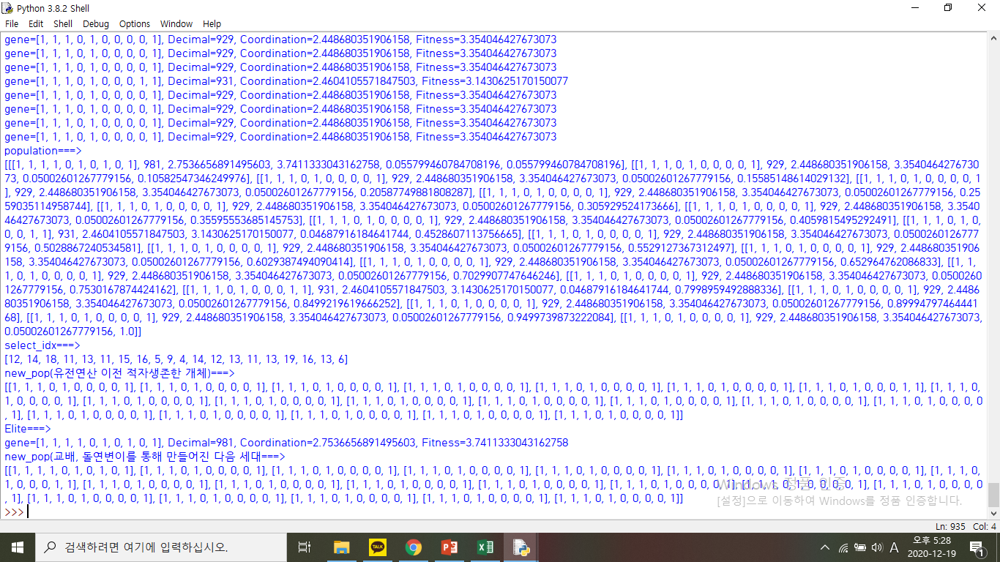 Python 3.8.2 Shell
File Edit Shell Debug Options Window Help
gene=[1, 1, 1, 0, 1, 0, 0, 0, 0, 1], Decimal=929, Coordination=2.448680351906158, Fitness=3.354046427673073
gene=[1, 1, 1, 0, 1, 0, 0, 0, 0, 1], Decimal=929, Coordination=2.448680351906158, Fitness=3.354046427673073
gene=[1, 1, 1, 0, 1, 0, 0, 0, 0, 1], Decimal=929, Coordination=2.448680351906158, Fitness=3.354046427673073
gene=[1, 1, 1, 0, 1, 0, 0, 0, 1, 1], Decimal=931, Coordination=2.4604105571847503, Fitness=3.1430625170150077
gene=[1, 1, 1, 0, 1, 0, 0, 0, 0, 1], Decimal=929, Coordination=2.448680351906158, Fitness=3.354046427673073
gene=[1, 1, 1, 0, 1, 0, 0, 0, 0, 1], Decimal=929, Coordination=2.448680351906158, Fitness=3.354046427673073
gene=[1, 1, 1, 0, 1, 0, 0, 0, 0, 1], Decimal=929, Coordination=2.448680351906158, Fitness=3.354046427673073
gene=[1, 1, 1, 0, 1, 0, 0, 0, 0, 1], Decimal=929, Coordination=2.448680351906158, Fitness=3.354046427673073
population===>
[[[1, 1, 1, 1, 0, 1, 0, 1, 0, 1], 981, 2.7536656891495603, 3.7411333043162758, 0.055799460784708196, 0.055799460784708196], [[1, 1, 1, 0, 1, 0, 0, 0, 0, 1], 929, 2.448680351906158, 3.3540464276730
73, 0.05002601267779156, 0.10582547346249976], [[1, 1, 1, 0, 1, 0, 0, 0, 0, 1], 929, 2.448680351906158, 3.354046427673073, 0.05002601267779156, 0.15585148614029132], [[1, 1, 1, 0, 1, 0, 0, 0, 0, 1
], 929, 2.448680351906158, 3.354046427673073, 0.05002601267779156, 0.20587749881808287], [[1, 1, 1, 0, 1, 0, 0, 0, 0, 1], 929, 2.448680351906158, 3.354046427673073, 0.05002601267779156, 0.255
9035114958744], [[1, 1, 1, 0, 1, 0, 0, 0, 0, 1], 929, 2.448680351906158, 3.354046427673073, 0.05002601267779156, 0.305929524173666], [[1, 1, 1, 0, 1, 0, 0, 0, 0, 1], 929, 2.448680351906158, 3.3540
46427673073, 0.05002601267779156, 0.35595553685145753], [[1, 1, 1, 0, 1, 0, 0, 0, 0, 1], 929, 2.448680351906158, 3.354046427673073, 0.05002601267779156, 0.4059815495292491], [[1, 1, 1, 0, 1, 0,
0, 0, 1, 1], 931, 2.4604105571847503, 3.1430625170150077, 0.04687916184641744, 0.4528607113756665], [[1, 1, 1, 0, 1, 0, 0, 0, 0, 1], 929, 2.448680351906158, 3.354046427673073, 0.0500260126777
9156, 0.5028867240534581], [[1, 1, 1, 0, 1, 0, 0, 0, 0, 1], 929, 2.448680351906158, 3.354046427673073, 0.05002601267779156, 0.5529127367312497], [[1, 1, 1, 0, 1, 0, 0, 0, 0, 1], 929, 2.448680351906
158, 3.354046427673073, 0.05002601267779156, 0.6029387494090414], [[1, 1, 1, 0, 1, 0, 0, 0, 0, 1], 929, 2.448680351906158, 3.354046427673073, 0.05002601267779156, 0.652964762086833], [[1, 1, 1,
1, 0, 1, 0, 0, 0, 0, 1], 929, 2.448680351906158, 3.354046427673073, 0.05002601267779156, 0.7029907747646246], [[1, 1, 1, 0, 1, 0, 0, 0, 0, 1], 929, 2.448680351906158, 3.354046427673073, 0.0500260
1267779156, 0.7530167874424162], [[1, 1, 1, 0, 1, 0, 0, 0, 1, 1], 931, 2.4604105571847503, 3.1430625170150077, 0.04687916184641744, 0.7998959492888336], [[1, 1, 1, 0, 1, 0, 0, 0, 0, 1], 929, 2.4486
80351906158, 3.354046427673073, 0.05002601267779156, 0.8499219619666252], [[1, 1, 1, 0, 1, 0, 0, 0, 0, 1], 929, 2.448680351906158, 3.354046427673073, 0.05002601267779156, 0.8999479746444
168], [[1, 1, 1, 0, 1, 0, 0, 0, 0, 1], 929, 2.448680351906158, 3.354046427673073, 0.05002601267779156, 0.9499739873222084], [[1, 1, 1, 0, 1, 0, 0, 0, 0, 1], 929, 2.448680351906158, 3.354046427673073,
0.05002601267779156, 1.0]]
select_idx===>
[12, 14, 18, 11, 13, 11, 15, 16, 5, 9, 4, 14, 12, 13, 11, 13, 19, 16, 13, 6]
new_pop(유전연산 이전 적자생존한 개체)===>
[[1, 1, 1, 0, 1, 0, 0, 0, 0, 1], [1, 1, 1, 0, 1, 0, 0, 0, 0, 1], [1, 1, 1, 0, 1, 0, 0, 0, 0, 1], [1, 1, 1, 0, 1, 0, 0, 0, 0, 1], [1, 1, 1, 0, 1, 0, 0, 0, 0, 1], [1, 1, 1, 0, 1, 0, 0, 0, 0, 1], [1, 1, 1, 0, 1, 0, 0, 0, 1, 1], [1, 1, 1, 0,
1, 0, 0, 0, 0, 1], [1, 1, 1, 0, 1, 0, 0, 0, 0, 1], [1, 1, 1, 0, 1, 0, 0, 0, 0, 1], [1, 1, 1, 0, 1, 0, 0, 0, 0, 1], [1, 1, 1, 0, 1, 0, 0, 0, 0, 1], [1, 1, 1, 0, 1, 0, 0, 0, 0, 1], [1, 1, 1, 0, 1, 0, 0, 0, 0, 1], [1, 1, 1, 0, 1, 0, 0, 0, 0
, 1], [1, 1, 1, 0, 1, 0, 0, 0, 0, 1], [1, 1, 1, 0, 1, 0, 0, 0, 0, 1], [1, 1, 1, 0, 1, 0, 0, 0, 0, 1], [1, 1, 1, 0, 1, 0, 0, 0, 0, 1], [1, 1, 1, 0, 1, 0, 0, 0, 0, 1]]
Elite===>
gene=[1, 1, 1, 1, 0, 1, 0, 1, 0, 1], Decimal=981, Coordination=2.7536656891495603, Fitness=3.7411333043162758
new_pop(교배, 돌연변이를 통해 만들어진 다음 세대===>
[[1, 1, 1, 1, 0, 1, 0, 1, 0, 1], [1, 1, 1, 0, 1, 0, 0, 0, 0, 1], [1, 1, 1, 0, 1, 0, 0, 0, 0, 1], [1, 1, 1, 0, 1, 0, 0, 0, 0, 1], [1, 1, 1, 0, 1, 0, 0, 0, 0, 1], [1, 1, 1, 0, 1, 0, 0, 0, 0, 1], [1, 1, 1, 0, 1, 0, 0, 0, 0, 1], [1, 1, 1, 0,
1, 0, 0, 0, 1, 1], [1, 1, 1, 0, 1, 0, 0, 0, 0, 1], [1, 1, 1, 0, 1, 0, 0, 0, 0, 1], [1, 1, 1, 0, 1, 0, 0, 0, 0, 1], [1, 1, 1, 0, 1, 0, 0, 0, 0, 1], [1, 1, 1, 0, 1, 0, 0, 0, 0, 1], [1, 1, 1, 0, 1, 0, 0, 0, 0, 1], [1, 1, 1, 0, 1, 0, 0, 0, 0
, 1], [1, 1, 1, 0, 1, 0, 0, 0, 0, 1], [1, 1, 1, 0, 1, 0, 0, 0, 0, 1], [1, 1, 1, 0, 1, 0, 0, 0, 0, 1], [1, 1, 1, 0, 1, 0, 0, 0, 0, 1], [1, 1, 1, 0, 1, 0, 0, 0, 0, 1]]
Windows 정품 인증
[설정]으로 이동하여 Windows를 정품 인증합니다.
>>>
Ln: 935 Col: 4
검색하려면 여기에 입력하십시오.
TALK
A
오후 5:28
2020-12-19
1